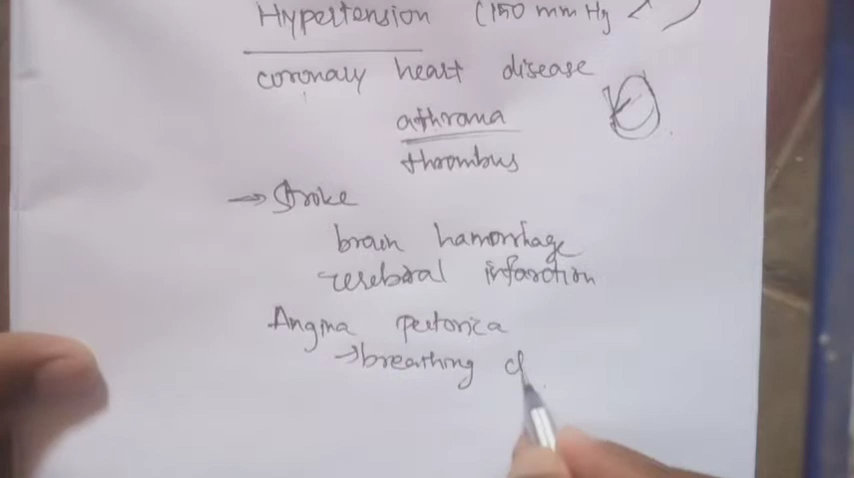 Hypertension (150 mm Hg
coronary heart disease
athroma
thrombus
→ Stroke
brain hamorrhage
cerebral infarction
Angina pectorica
→ breathing